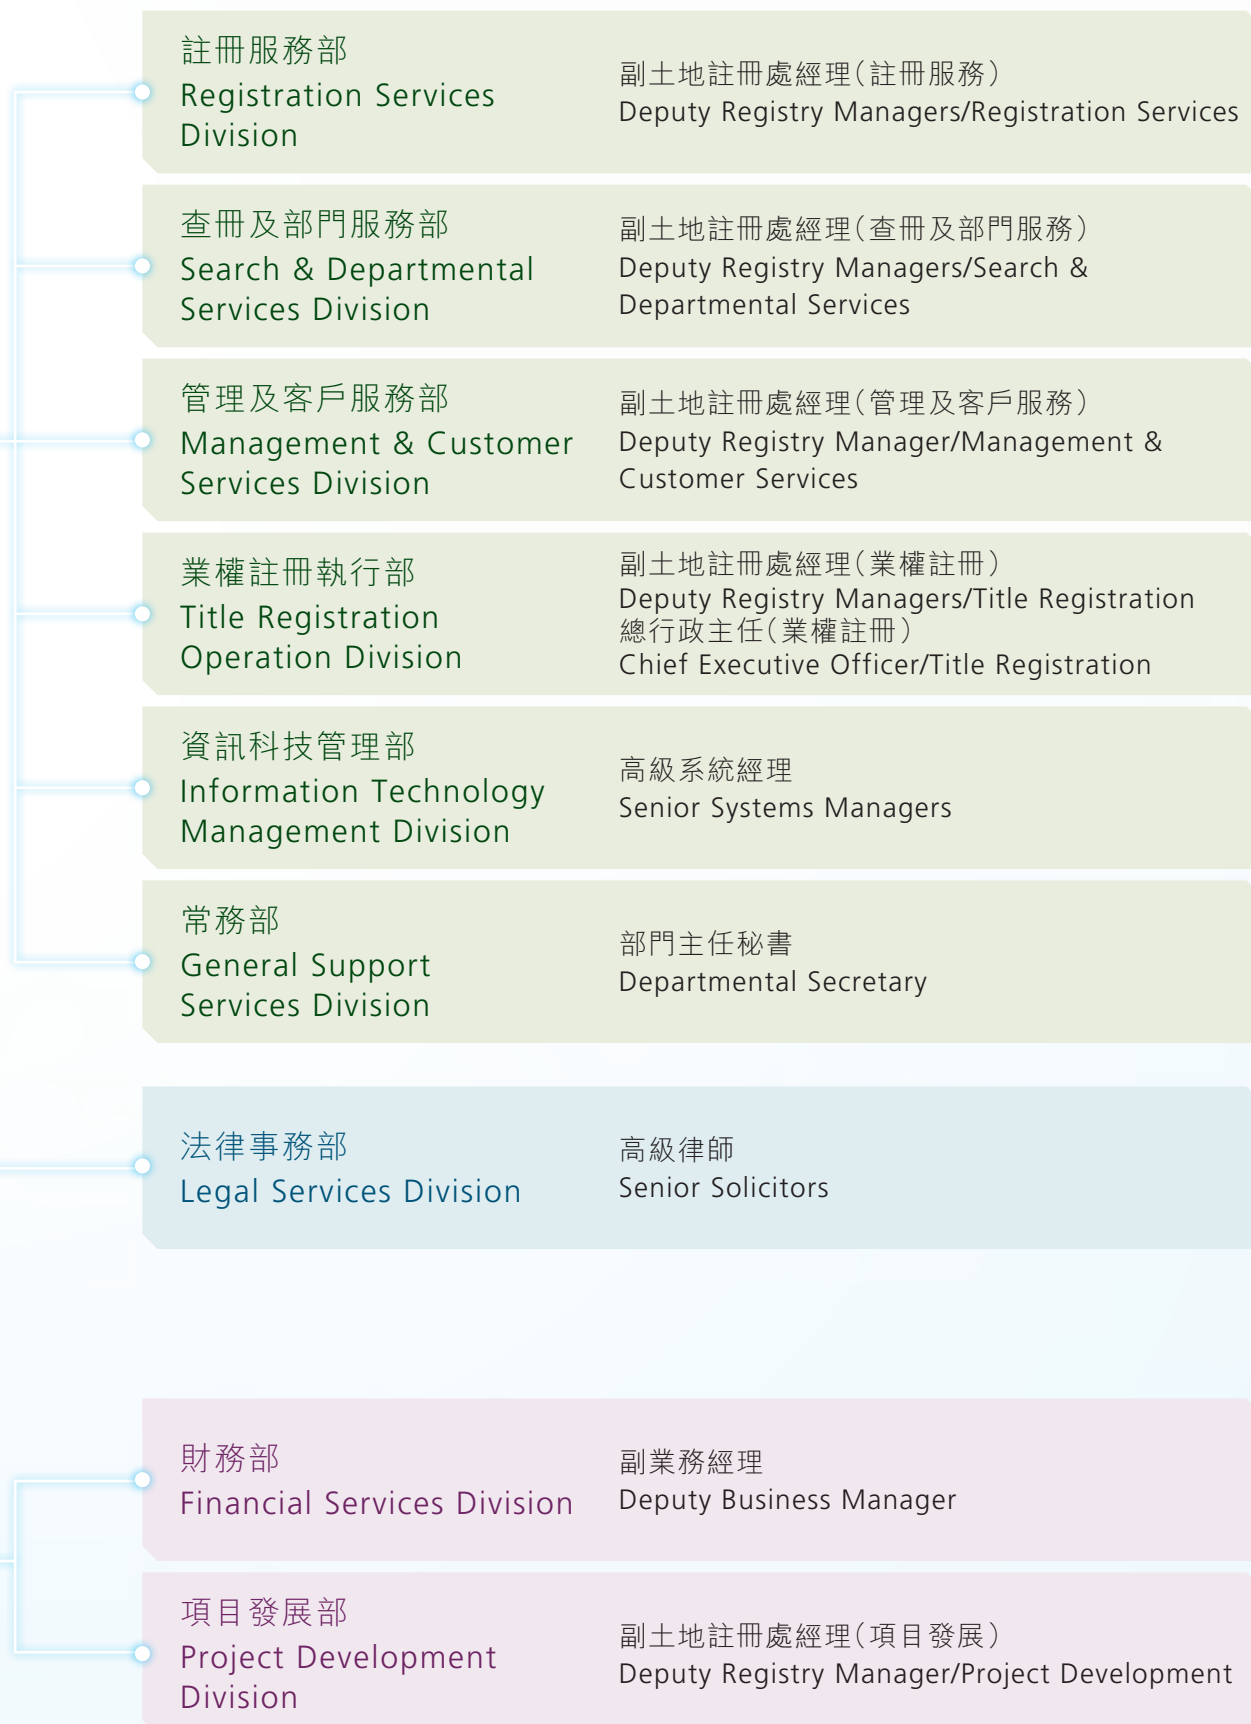 註冊服務部
Registration Services
Division
副土地註冊處經理(註冊服務)
Deputy Registry Managers/Registration Services
查冊及部門服務部
Search & Departmental
Services Division
副土地註冊處經理(查冊及部門服務)
Deputy Registry Managers/Search &
Departmental Services
管理及客戶服務部
Management & Customer
Services Division
副土地註冊處經理(管理及客戶服務)
Deputy Registry Manager/Management &
Customer Services
業權註冊執行部
Title Registration
Operation Division
副土地註冊處經理(業權註冊)
Deputy Registry Managers/Title Registration
總行政主任(業權註冊)
Chief Executive Officer/Title Registration
資訊科技管理部
Information Technology
Management Division
高級系統經理
Senior Systems Managers
常務部
General Support
Services Division
部門主任秘書
Departmental Secretary
法律事務部
Legal Services Division
高級律師
Senior Solicitors
財務部
Financial Services Division
副業務經理
Deputy Business Manager
項目發展部
Project Development
Division
副土地註冊處經理(項目發展)
Deputy Registry Manager/Project Development